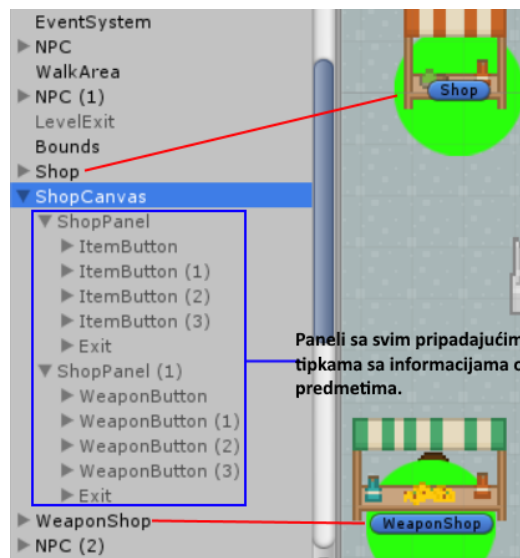 EventSystem
NPC
WalkArea
NPC (1)
LevelExit
Bounds
Shop
ShopCanvas
ShopPanel
ItemButton
ItemButton (1)
ItemButton (2)
ItemButton (3)
Exit
ShopPanel (1)
WeaponButton
WeaponButton (1)
WeaponButton (2)
WeaponButton (3)
Exit
WeaponShop
NPC (2)
Shop
Paneli sa svim pripadajućim
tipkama sa informacijama o
predmetima.
WeaponShop